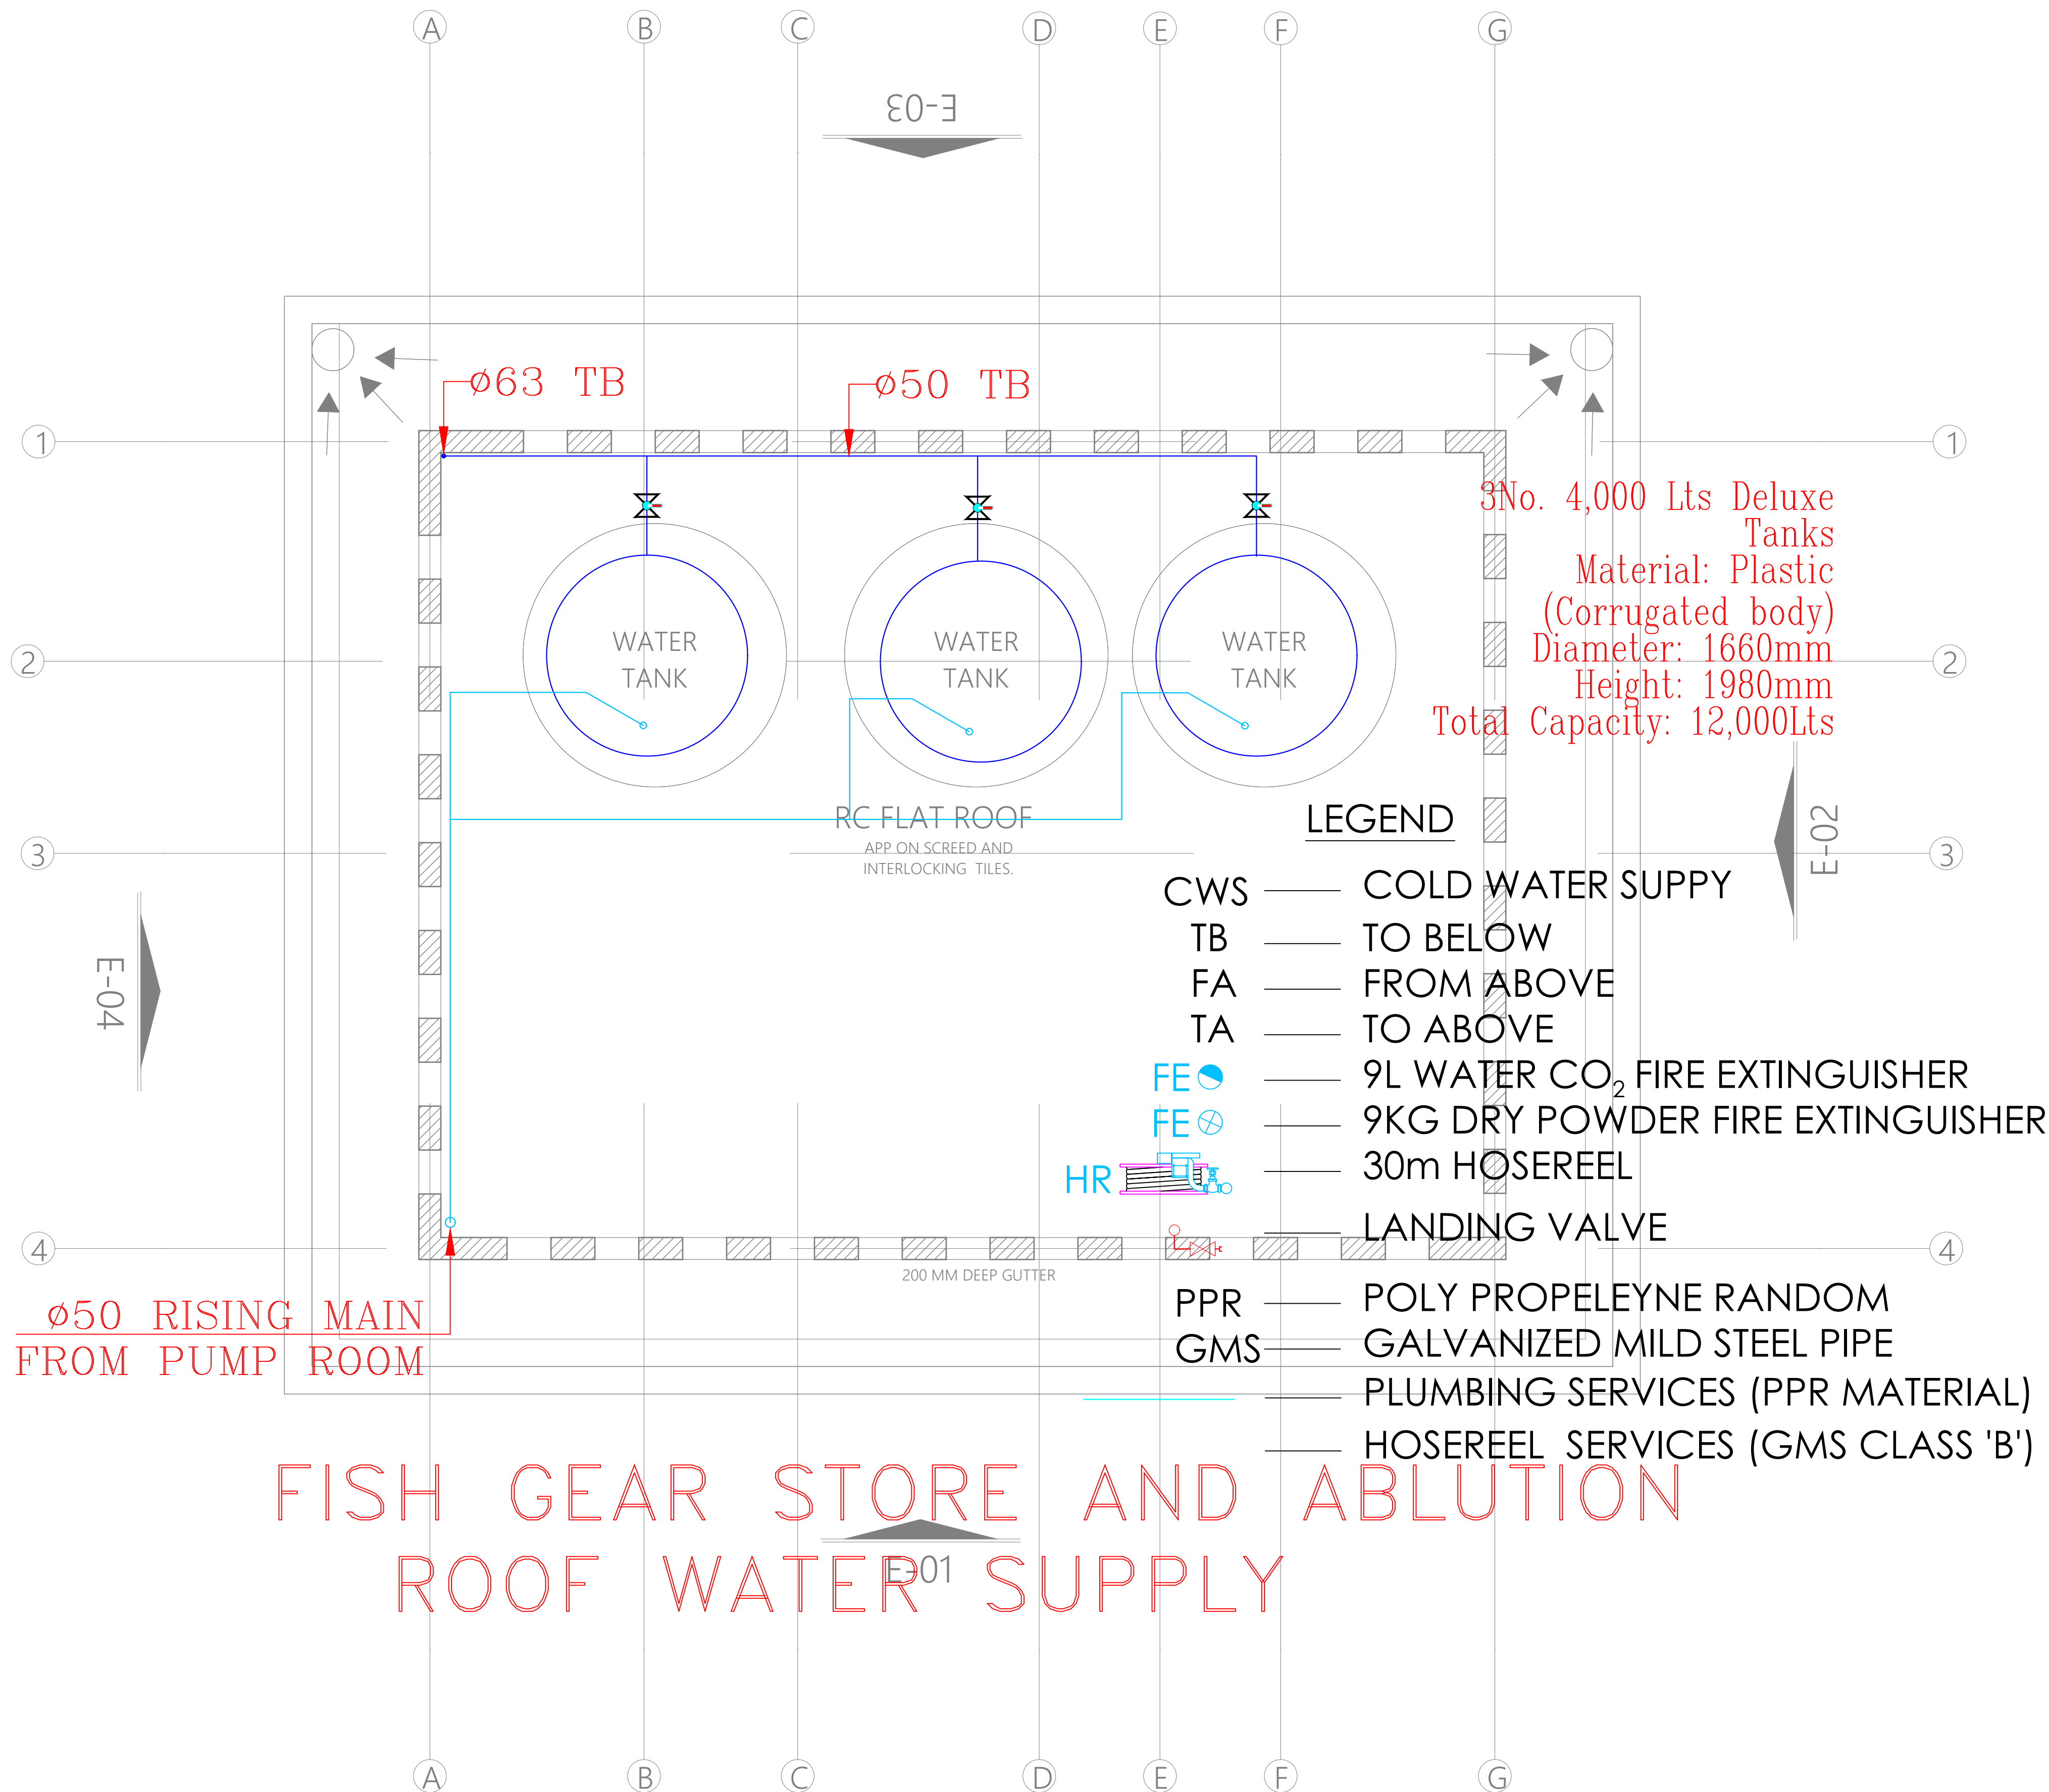 A B C D E F G
E-03
ø63 TB
ø50 TB
1 1
3No. 4,000 Lts Deluxe
Tanks
Material: Plastic
(Corrugated body)
Diameter: 1660mm
Height: 1980mm
Total Capacity: 12,000Lts
WATER
TANK
WATER
TANK
WATER
TANK
2 2
RC FLAT ROOF
APP ON SCREED AND
INTERLOCKING TILES.
3 3
E-02
E-04
LEGEND
CWS COLD WATER SUPPY
TB TO BELOW
FA FROM ABOVE
TA TO ABOVE
FE 9L WATER CO₂ FIRE EXTINGUISHER
FE 9KG DRY POWDER FIRE EXTINGUISHER
HR 30m HOSEREEL
LANDING VALVE
4 4
200 MM DEEP GUTTER
PPR POLY PROPELEYNE RANDOM
GMS GALVANIZED MILD STEEL PIPE
PLUMBING SERVICES (PPR MATERIAL)
HOSEREEL SERVICES (GMS CLASS 'B')
ø50 RISING MAIN
FROM PUMP ROOM
FISH GEAR STORE AND ABLUTION
ROOF WATER SUPPLY
E-01
A B C D E F G